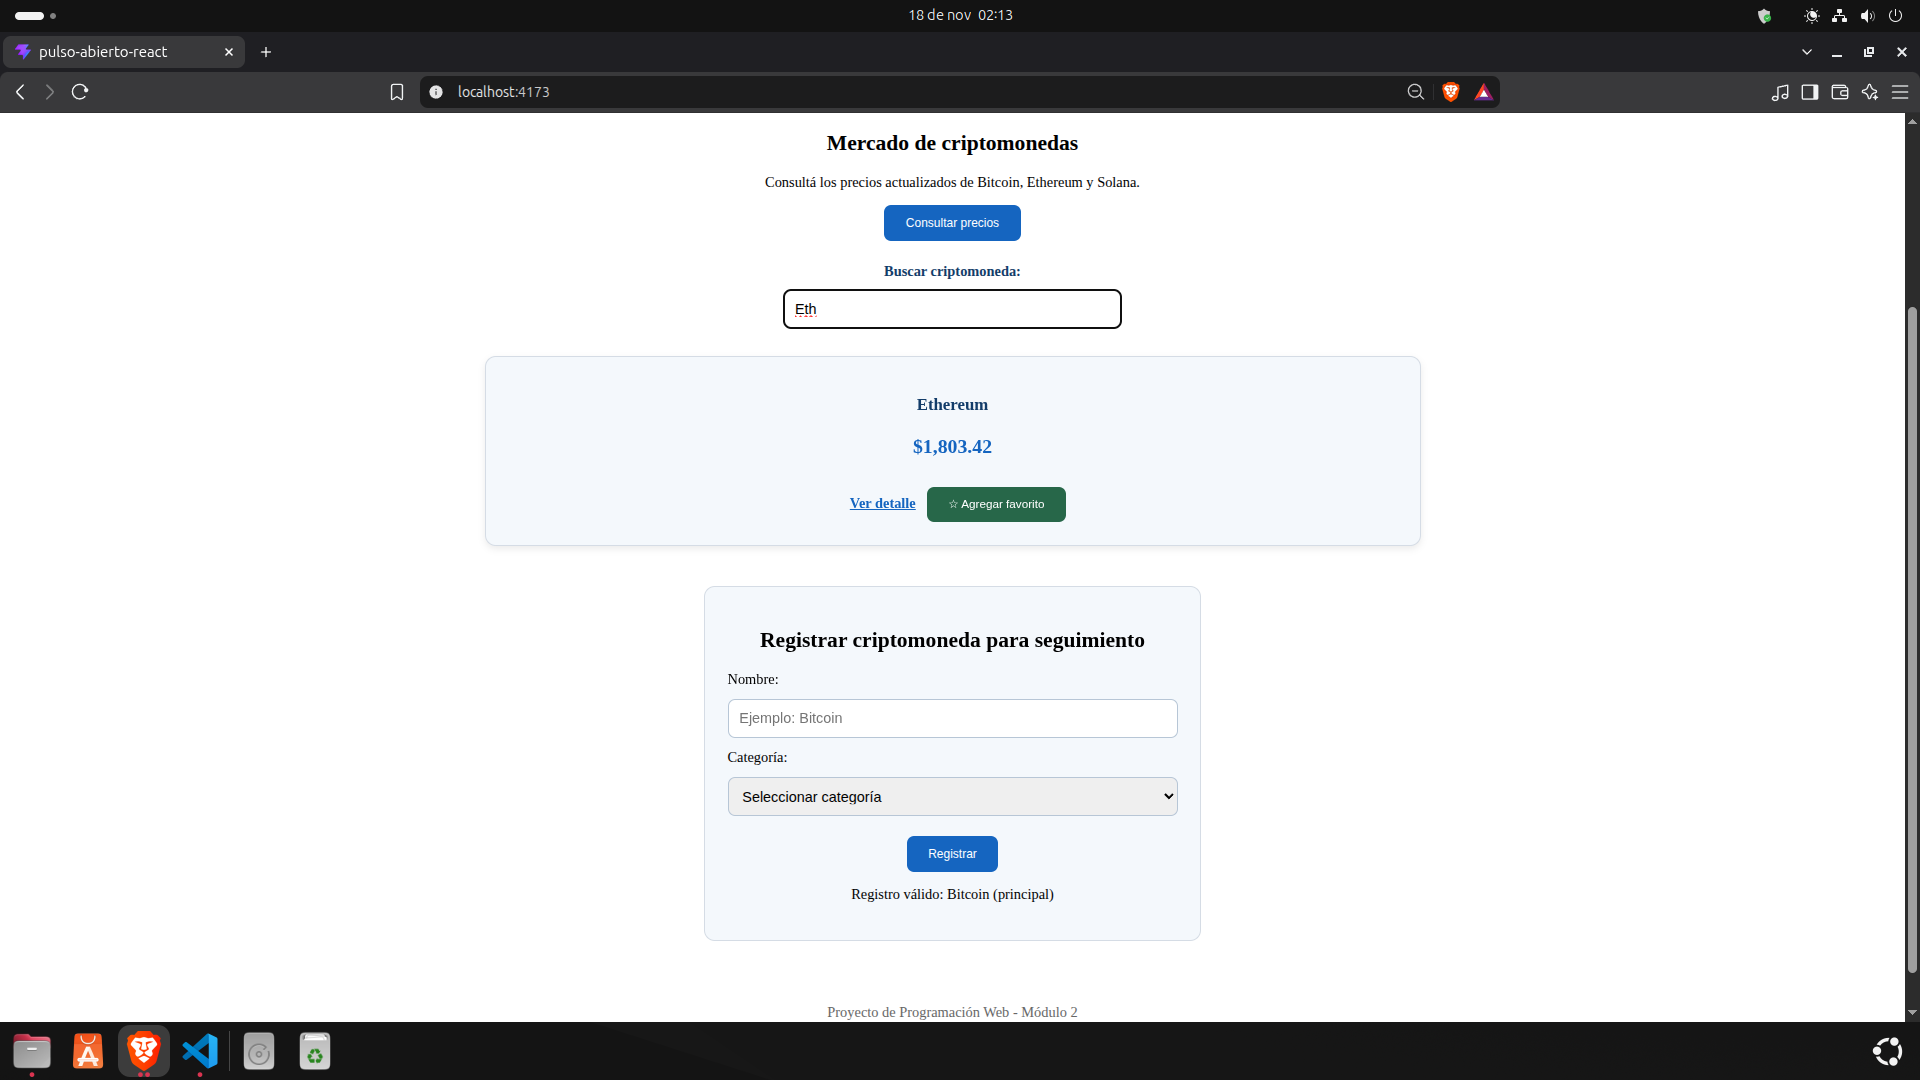 18 de nov 02:13
pulso-abierto-react
localhost:4173
Mercado de criptomonedas
Consultá los precios actualizados de Bitcoin, Ethereum y Solana.
Consultar precios
Buscar criptomoneda:
Eth
Ethereum
$1,803.42
Ver detalle ☆ Agregar favorito
Registrar criptomoneda para seguimiento
Nombre:
Ejemplo: Bitcoin
Categoría:
Seleccionar categoría
Registrar
Registro válido: Bitcoin (principal)
Proyecto de Programación Web - Módulo 2